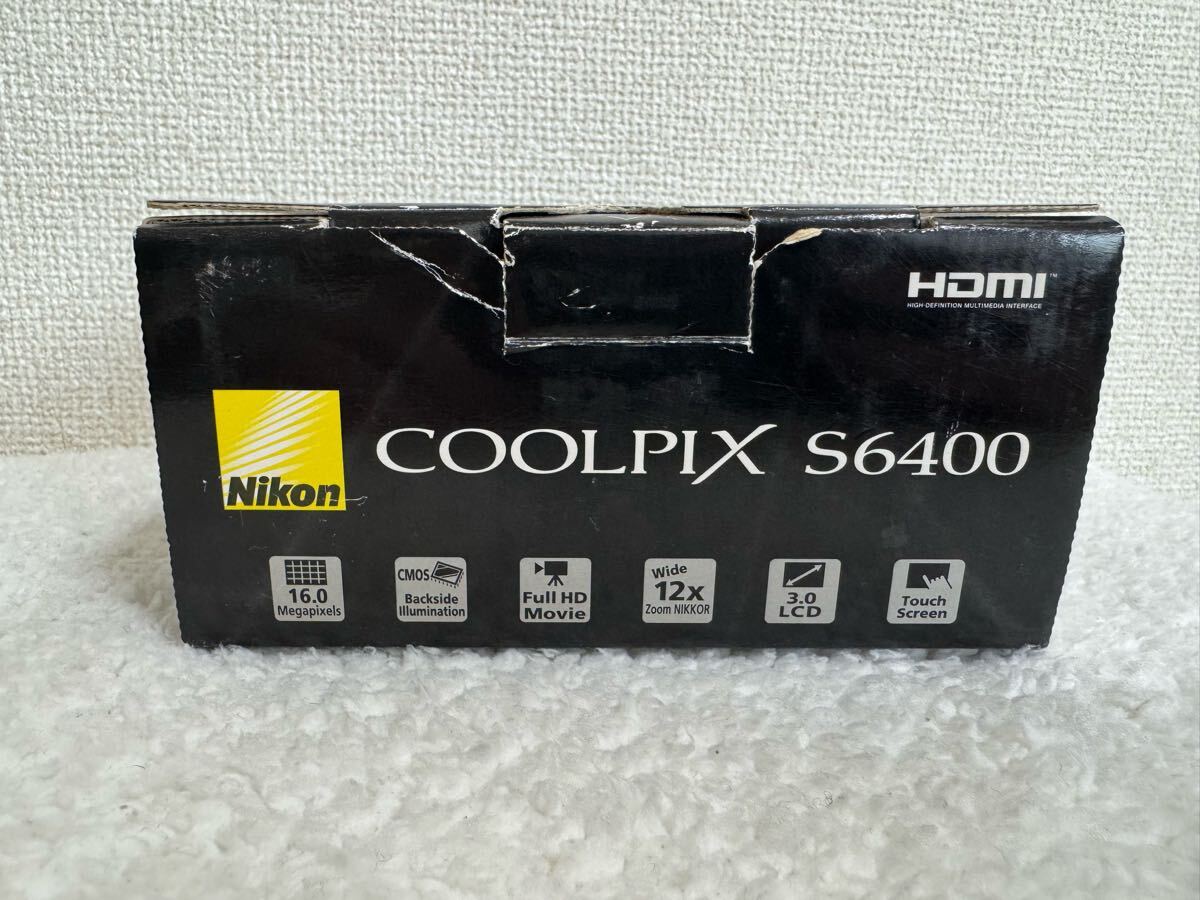 HDMI™
HIGH-DEFINITION MULTIMEDIA INTERFACE
Nikon
COOLPIX S6400
16.0
Megapixels
CMOS
Backside
Illumination
Full HD
Movie
Wide
12x
Zoom NIKKOR
3.0
LCD
Touch
Screen